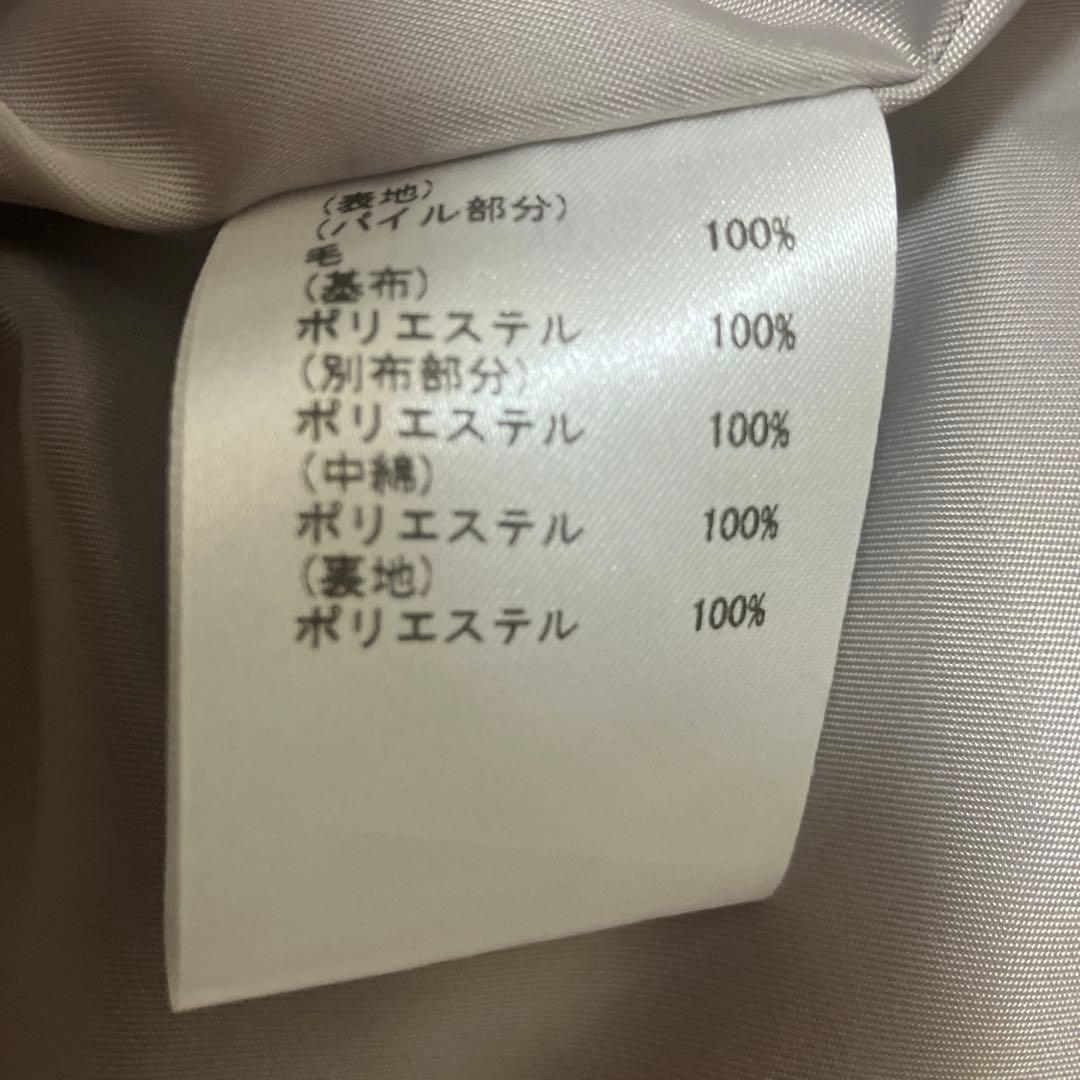 (表地)
(パイル部分)
毛 100%
(基布)
ポリエステル 100%
(別布部分)
ポリエステル 100%
(中綿)
ポリエステル 100%
(裏地)
ポリエステル 100%